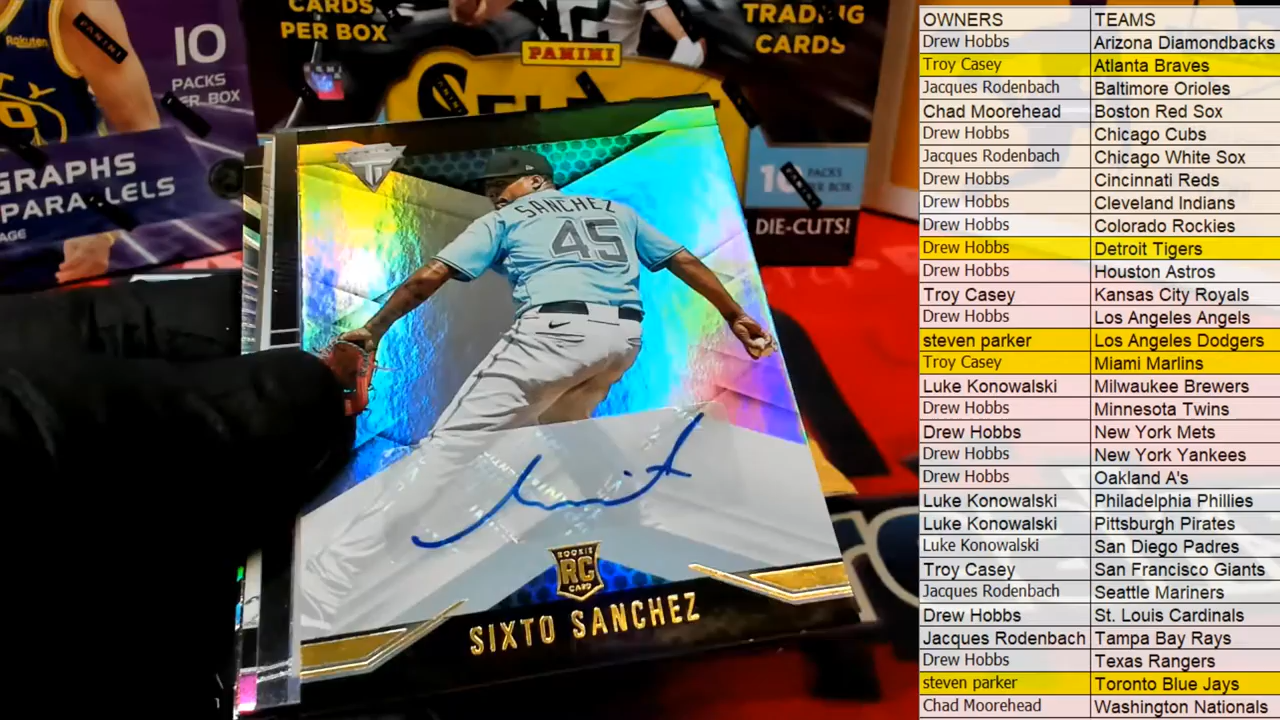 Rakuten
10
PACKS
PER BOX
GRAPHS
PARALLELS
CARDS
PER BOX
PANINI
TRADING
CARDS
PACKS
PER BOX
DIE-CUTS!
SANCHEZ
45
ROOKIE
RC
CARD
SIXTO SANCHEZ
OWNERS TEAMS
Drew Hobbs Arizona Diamondbacks
Troy Casey Atlanta Braves
Jacques Rodenbach Baltimore Orioles
Chad Moorehead Boston Red Sox
Drew Hobbs Chicago Cubs
Jacques Rodenbach Chicago White Sox
Drew Hobbs Cincinnati Reds
Drew Hobbs Cleveland Indians
Drew Hobbs Colorado Rockies
Drew Hobbs Detroit Tigers
Drew Hobbs Houston Astros
Troy Casey Kansas City Royals
Drew Hobbs Los Angeles Angels
steven parker Los Angeles Dodgers
Troy Casey Miami Marlins
Luke Konowalski Milwaukee Brewers
Drew Hobbs Minnesota Twins
Drew Hobbs New York Mets
Drew Hobbs New York Yankees
Drew Hobbs Oakland A's
Luke Konowalski Philadelphia Phillies
Luke Konowalski Pittsburgh Pirates
Luke Konowalski San Diego Padres
Troy Casey San Francisco Giants
Jacques Rodenbach Seattle Mariners
Drew Hobbs St. Louis Cardinals
Jacques Rodenbach Tampa Bay Rays
Drew Hobbs Texas Rangers
steven parker Toronto Blue Jays
Chad Moorehead Washington Nationals